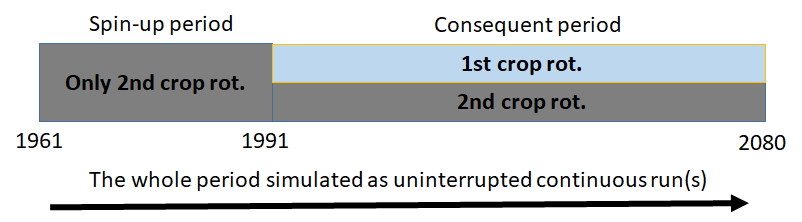 Spin-up period
Consequent period
Only 2nd crop rot.
1st crop rot.
2nd crop rot.
1961
1991
2080
The whole period simulated as uninterrupted continuous run(s)